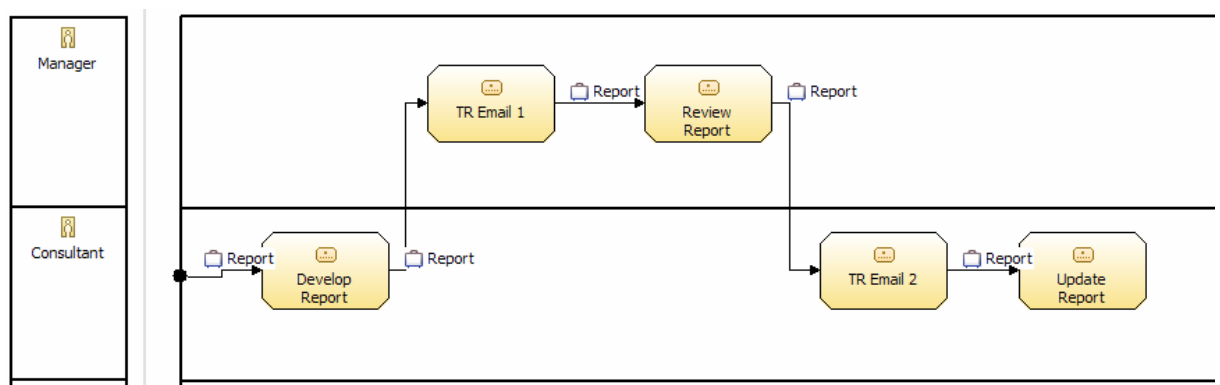 Manager
TR Email 1
Report
Review
Report
Report
Consultant
Report
Develop
Report
Report
TR Email 2
Report
Update
Report